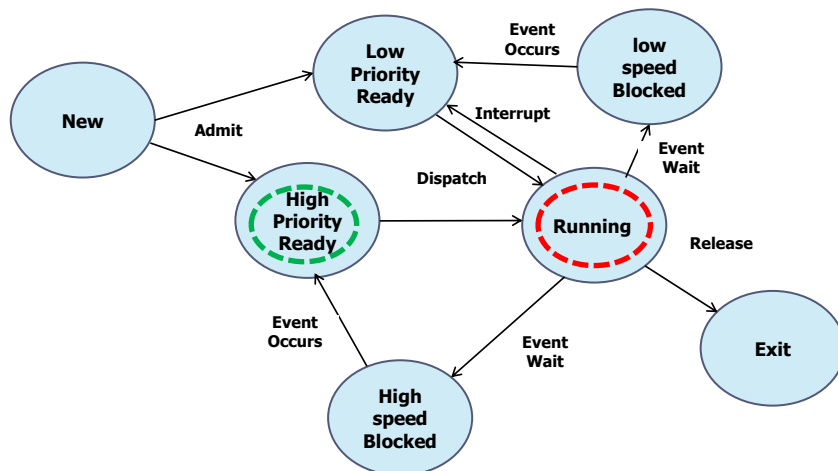 Event
Occurs
Low
Priority
Ready
low
speed
Blocked
New
Admit
Interrupt
Event
Wait
Dispatch
High
Priority
Ready
Running
Release
Event
Occurs
Event
Wait
Exit
High
speed
Blocked